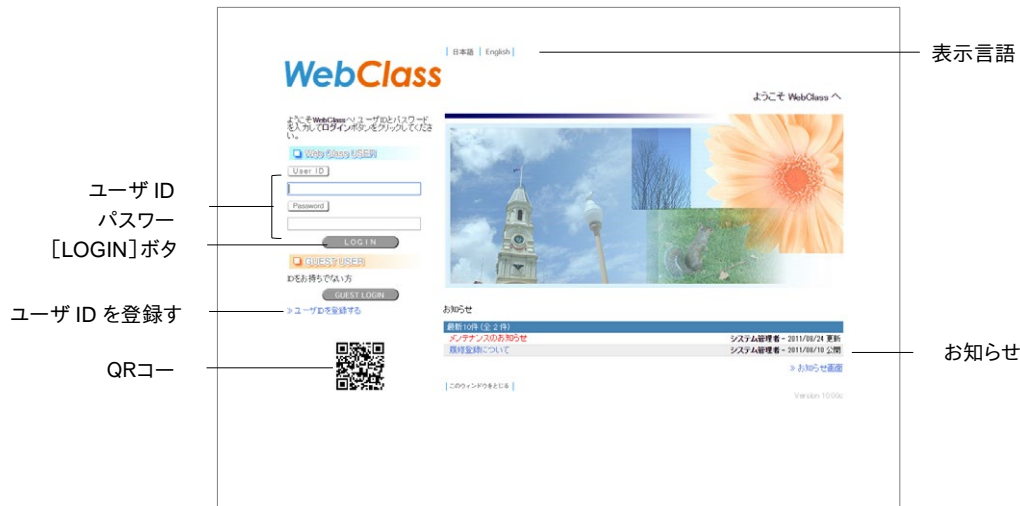 日本語 | English
表示言語
WebClass
ようこそ WebClass へ
ようこそWebClassへ! ユーザIDとパスワード
を入力してログインボタンをクリックしてくださ
い。
Web Class USER
User ID
ユーザ ID
Password
パスワー
LOGIN
[LOGIN]ボタ
GUEST USER
IDをお持ちでない方
GUEST LOGIN
ユーザ ID を登録す
≫ユーザIDを登録する
お知らせ
最新10件 (全 2 件)
メンテナンスのお知らせ システム管理者 - 2011/08/24 更新
履修登録について システム管理者 - 2011/08/10 公開
お知らせ
≫ お知らせ画面
QRコー
このウィンドウをとじる